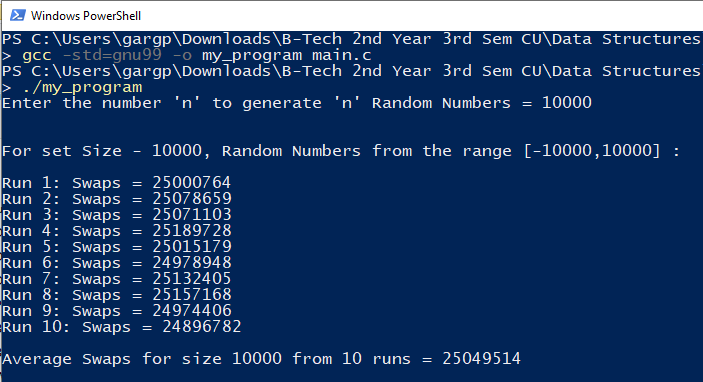 Windows PowerShell
PS C:\Users\gargp\Downloads\B-Tech 2nd Year 3rd Sem CU\Data Structures
> gcc -std=gnu99 -o my_program main.c
PS C:\Users\gargp\Downloads\B-Tech 2nd Year 3rd Sem CU\Data Structures
> ./my_program
Enter the number 'n' to generate 'n' Random Numbers = 10000
For set Size - 10000, Random Numbers from the range [-10000,10000] :
Run 1: Swaps = 25000764
Run 2: Swaps = 25078659
Run 3: Swaps = 25071103
Run 4: Swaps = 25189728
Run 5: Swaps = 25015179
Run 6: Swaps = 24978948
Run 7: Swaps = 25132405
Run 8: Swaps = 25157168
Run 9: Swaps = 24974406
Run 10: Swaps = 24896782
Average Swaps for size 10000 from 10 runs = 25049514